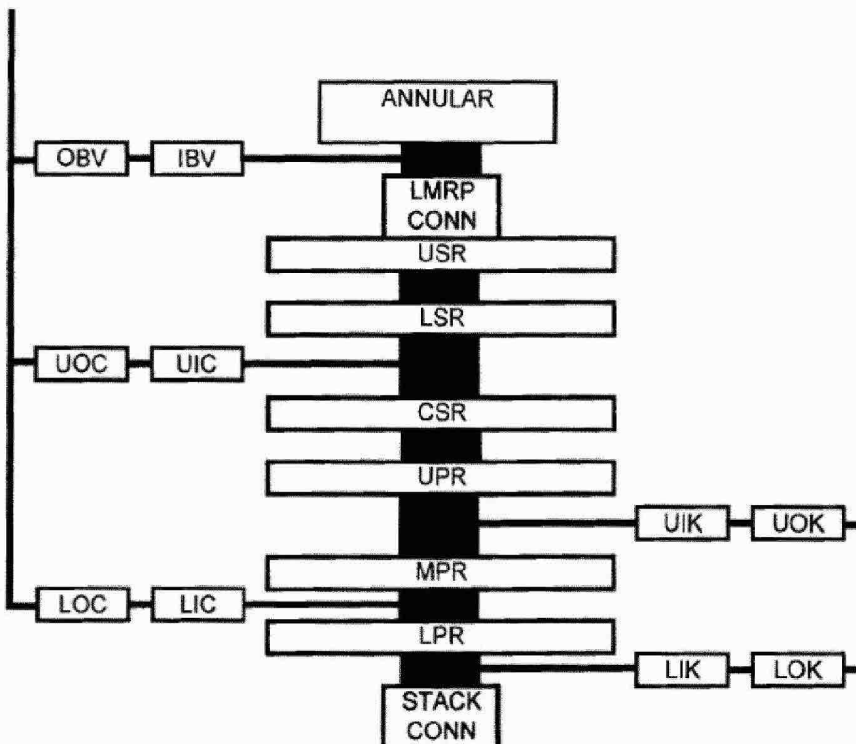 ANNULAR
OBV
IBV
LMRP
CONN
USR
LSR
UOC
UIC
CSR
UPR
UIK
UOK
MPR
LOC
LIC
LPR
LIK
LOK
STACK
CONN